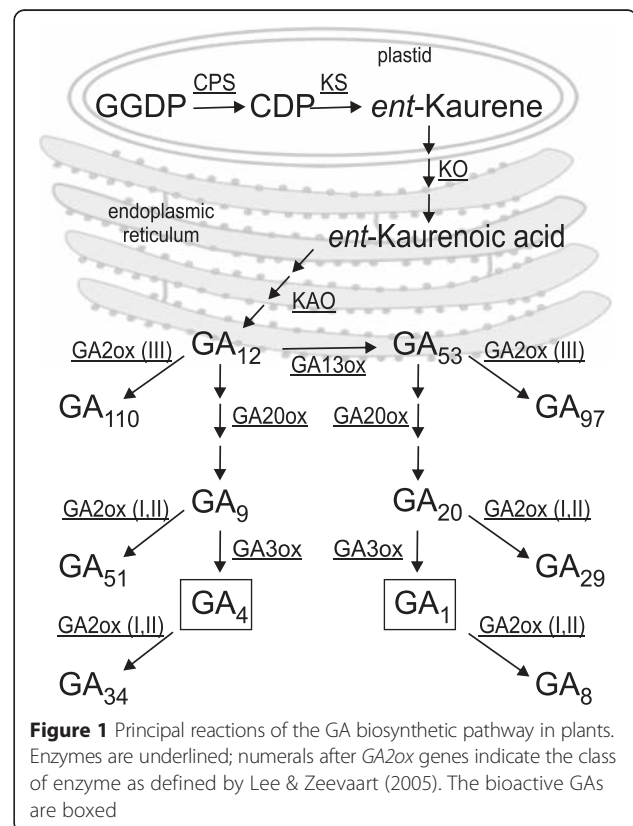 plastid
CPS KS
GGDP CDP ent-Kaurene
KO
endoplasmic
reticulum
ent-Kaurenoic acid
KAO
GA2ox (III) GA12 GA53 GA2ox (III)
GA13ox
GA110 GA97
GA20ox GA20ox
GA2ox (I,II) GA9 GA20 GA2ox (I,II)
GA51 GA3ox GA3ox GA29
GA4 GA1
GA2ox (I,II) GA2ox (I,II)
GA34 GA8
Figure 1 Principal reactions of the GA biosynthetic pathway in plants.
Enzymes are underlined; numerals after GA2ox genes indicate the class
of enzyme as defined by Lee & Zeevaart (2005). The bioactive GAs
are boxed